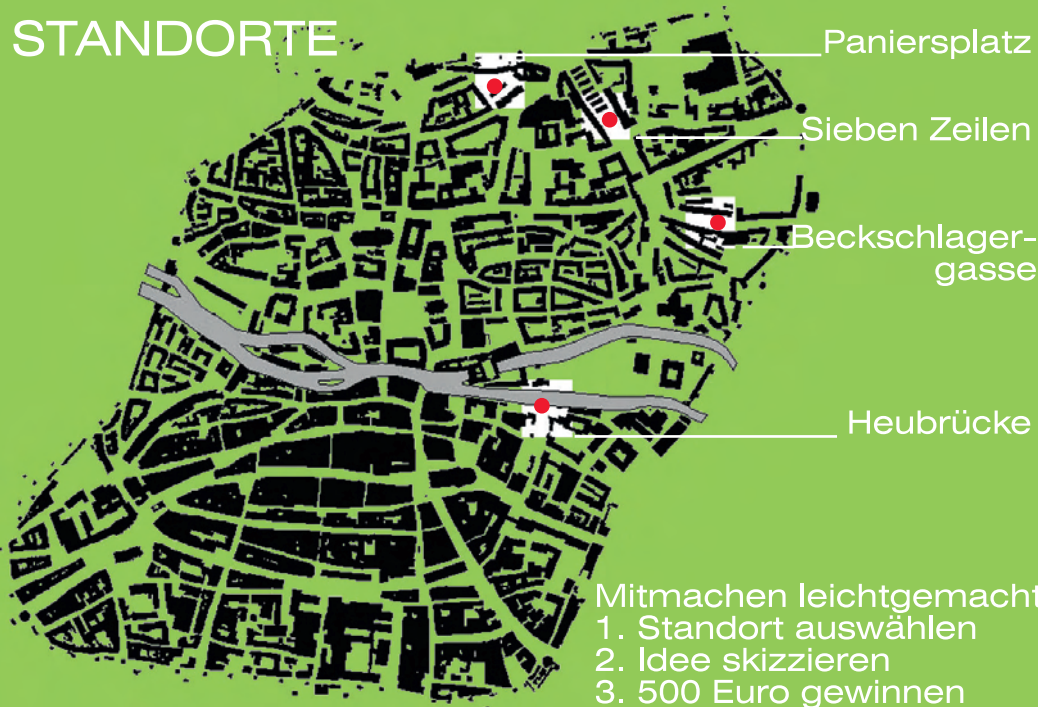 STANDORTE
Paniersplatz
Sieben Zeilen
Beckschlager-
gasse
Heubrücke
Mitmachen leichtgemacht
1. Standort auswählen
2. Idee skizzieren
3. 500 Euro gewinnen